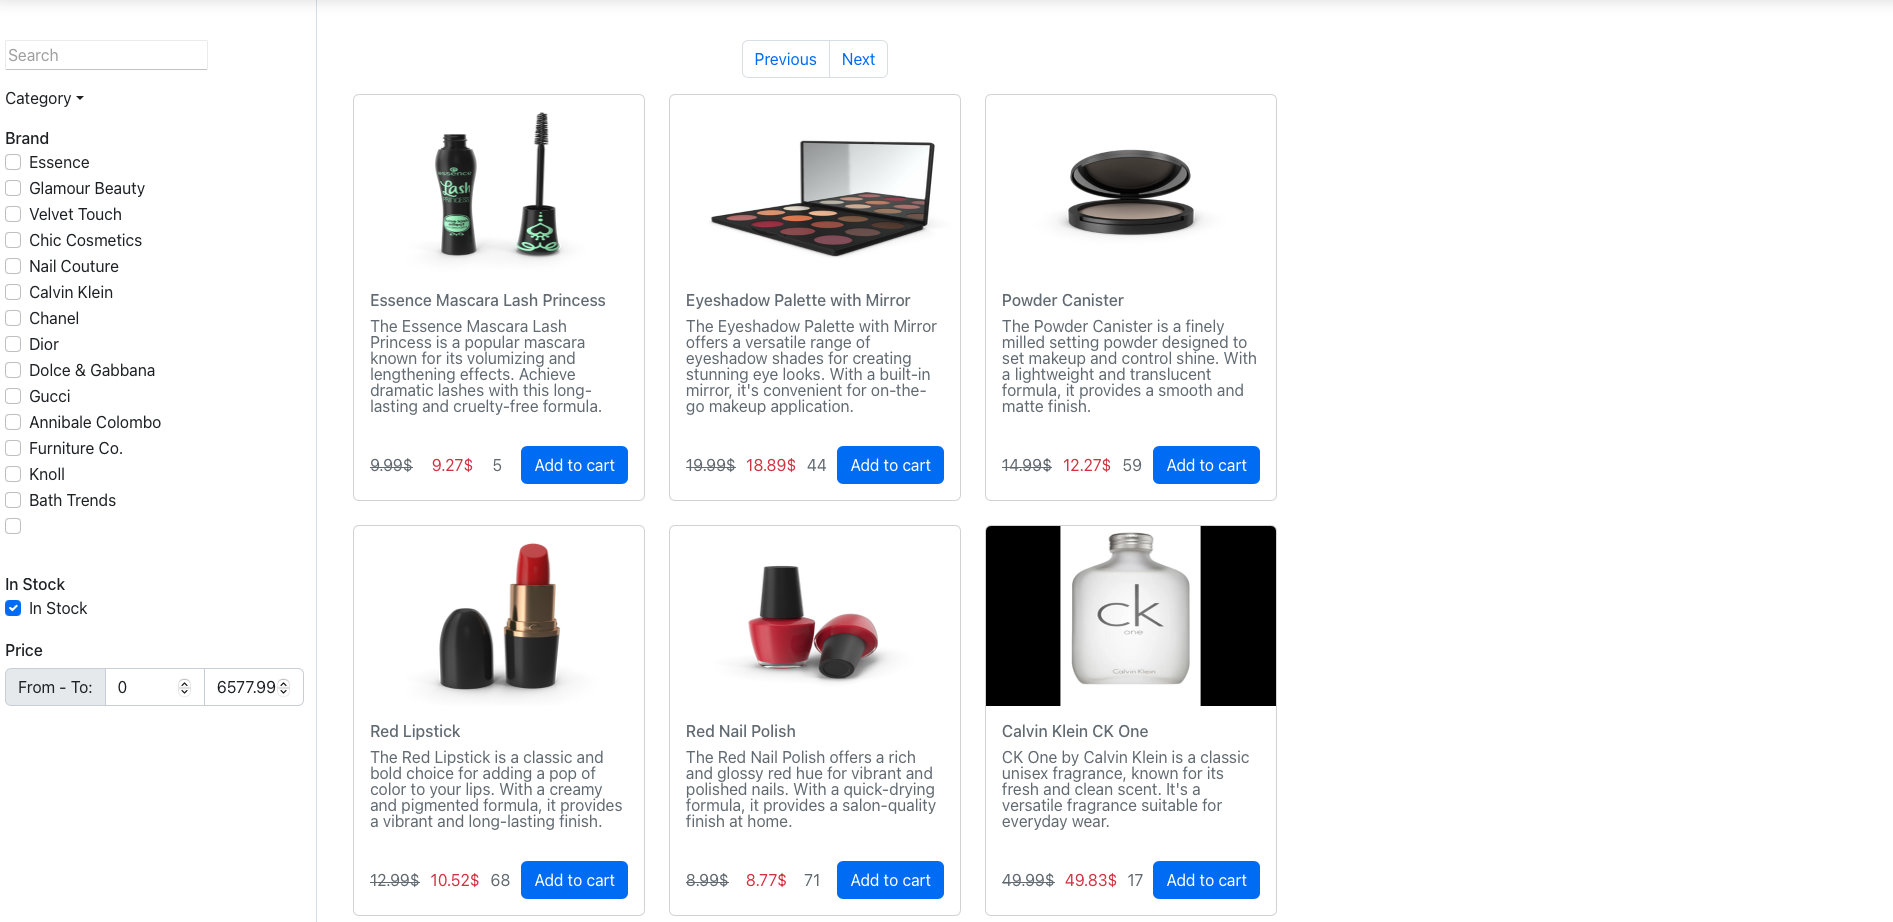 Search
Category
Brand
Essence
Glamour Beauty
Velvet Touch
Chic Cosmetics
Nail Couture
Calvin Klein
Chanel
Dior
Dolce & Gabbana
Gucci
Annibale Colombo
Furniture Co.
Knoll
Bath Trends
In Stock
In Stock
Price
From - To: 0 6577.99
Previous Next
essence
Lash
PRINCESS
Essence Mascara Lash Princess
The Essence Mascara Lash
Princess is a popular mascara
known for its volumizing and
lengthening effects. Achieve
dramatic lashes with this long-
lasting and cruelty-free formula.
9.99$ 9.27$ 5 Add to cart
Eyeshadow Palette with Mirror
The Eyeshadow Palette with Mirror
offers a versatile range of
eyeshadow shades for creating
stunning eye looks. With a built-in
mirror, it's convenient for on-the-
go makeup application.
19.99$ 18.89$ 44 Add to cart
Powder Canister
The Powder Canister is a finely
milled setting powder designed to
set makeup and control shine. With
a lightweight and translucent
formula, it provides a smooth and
matte finish.
14.99$ 12.27$ 59 Add to cart
Red Lipstick
The Red Lipstick is a classic and
bold choice for adding a pop of
color to your lips. With a creamy
and pigmented formula, it provides
a vibrant and long-lasting finish.
12.99$ 10.52$ 68 Add to cart
Red Nail Polish
The Red Nail Polish offers a rich
and glossy red hue for vibrant and
polished nails. With a quick-drying
formula, it provides a salon-quality
finish at home.
8.99$ 8.77$ 71 Add to cart
ck
one
Calvin Klein
Calvin Klein CK One
CK One by Calvin Klein is a classic
unisex fragrance, known for its
fresh and clean scent. It's a
versatile fragrance suitable for
everyday wear.
49.99$ 49.83$ 17 Add to cart